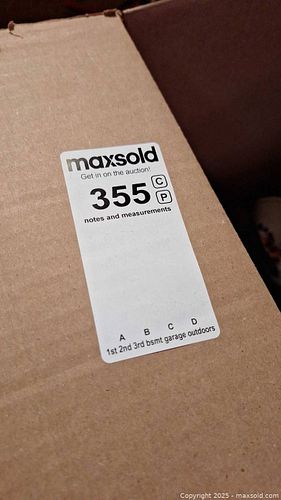 maxsold
Get in on the auction!
355 C
P
notes and measurements
A B C D
1st 2nd 3rd bsmt garage outdoors
Copyright 2025 - maxsold.com